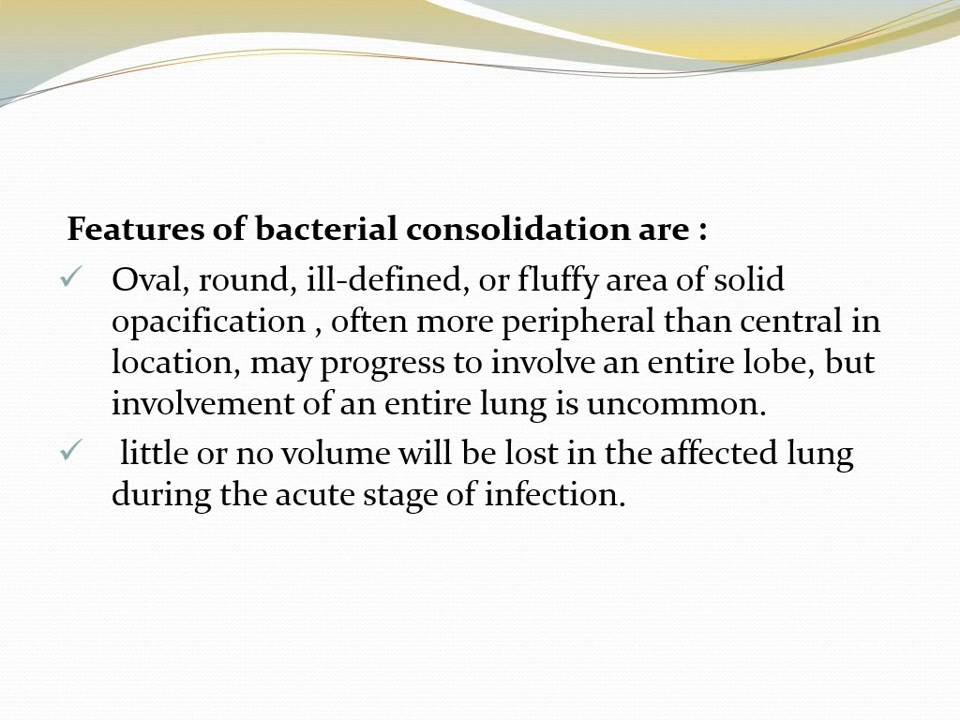 Features of bacterial consolidation are :
✓ Oval, round, ill-defined, or fluffy area of solid
opacification , often more peripheral than central in
location, may progress to involve an entire lobe, but
involvement of an entire lung is uncommon.
✓ little or no volume will be lost in the affected lung
during the acute stage of infection.